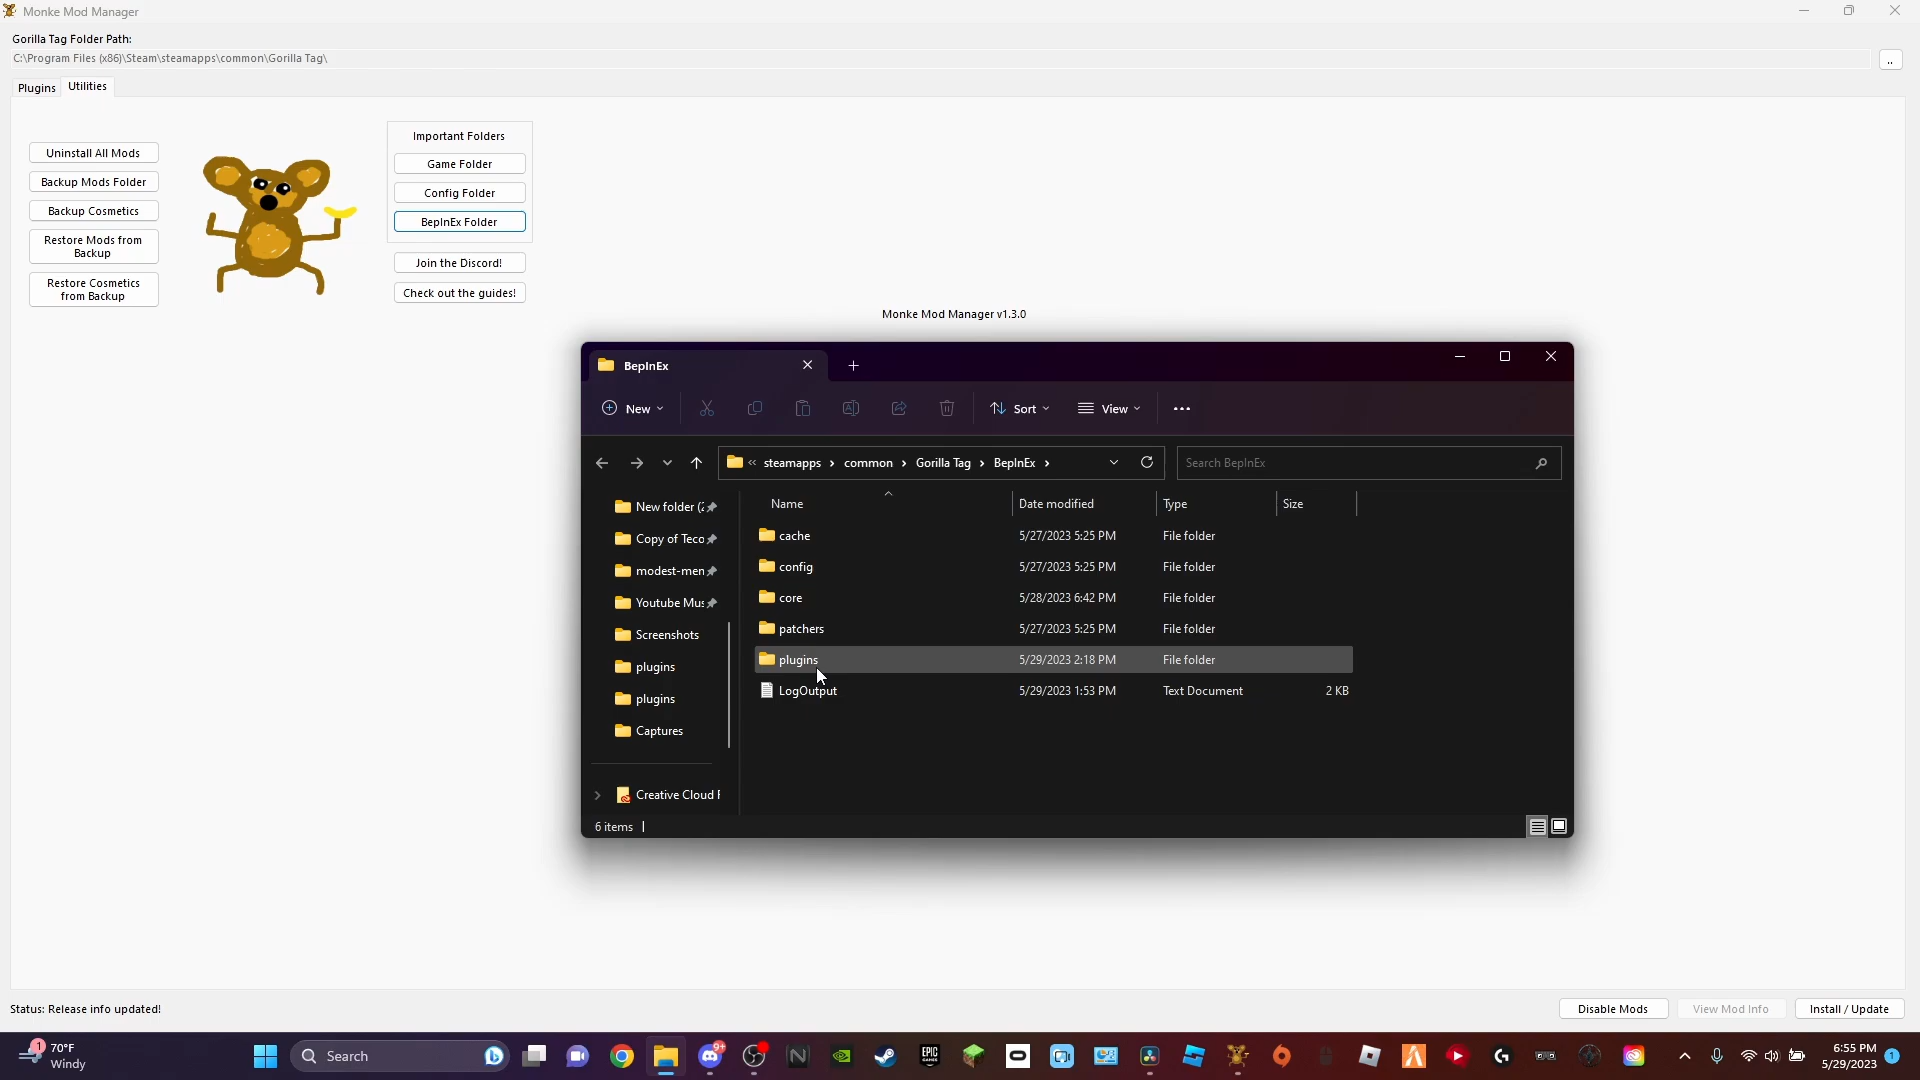 Monke Mod Manager
Gorilla Tag Folder Path:
C:\Program Files (x86)\Steam\steamapps\common\Gorilla Tag\
..
Plugins
Utilities
Uninstall All Mods
Backup Mods Folder
Backup Cosmetics
Restore Mods from
Backup
Restore Cosmetics
from Backup
Important Folders
Game Folder
Config Folder
BepInEx Folder
Join the Discord!
Check out the guides!
Monke Mod Manager v1.3.0
BepInEx
New
Sort
View
« steamapps > common > Gorilla Tag > BepInEx >
Search BepInEx
New folder (2
Copy of Teco
modest-men
Youtube Mus
Screenshots
plugins
plugins
Captures
Creative Cloud F
Name Date modified Type Size
cache 5/27/2023 5:25 PM File folder
config 5/27/2023 5:25 PM File folder
core 5/28/2023 6:42 PM File folder
patchers 5/27/2023 5:25 PM File folder
plugins 5/29/2023 2:18 PM File folder
LogOutput 5/29/2023 1:53 PM Text Document 2 KB
6 items
Status: Release info updated!
Disable Mods
View Mod Info
Install / Update
1
70°F
Windy
Search
9+
EPIC
GAMES
6:55 PM
5/29/2023
1